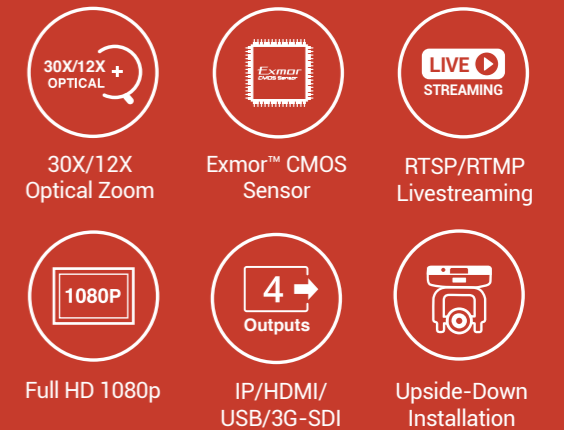 30X/12X +
OPTICAL
30X/12X
Optical Zoom
Exmor
CMOS Sensor
Exmor™ CMOS
Sensor
LIVE
STREAMING
RTSP/RTMP
Livestreaming
1080P
Full HD 1080p
4
Outputs
IP/HDMI/
USB/3G-SDI
Upside-Down
Installation